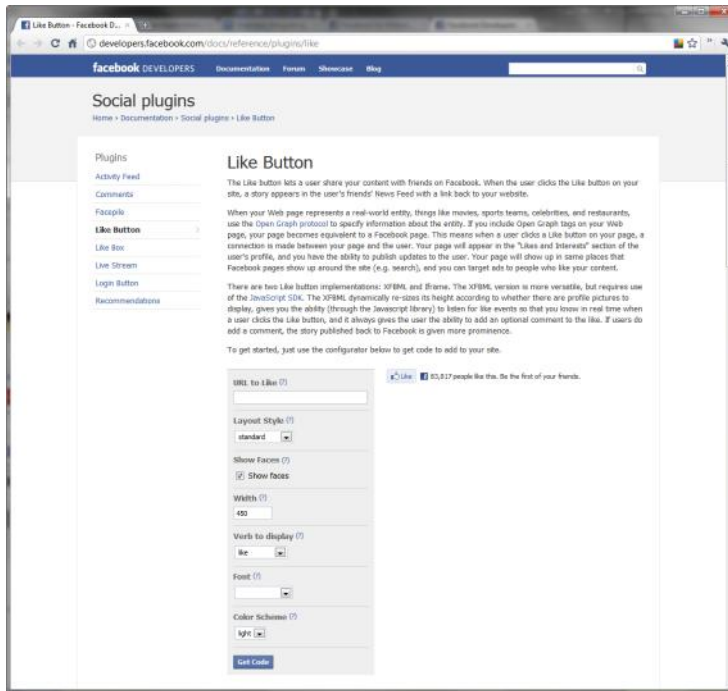 Like Button - Facebook D...
developers.facebook.com/docs/reference/plugins/like
facebook DEVELOPERS Documentation Forum Showcase Blog
Social plugins
Home › Documentation › Social plugins › Like Button
Plugins
Activity Feed
Comments
Facepile
Like Button
Like Box
Live Stream
Login Button
Recommendations
Like Button
The Like button lets a user share your content with friends on Facebook. When the user clicks the Like button on your
site, a story appears in the user's friends' News Feed with a link back to your website.
When your Web page represents a real-world entity, things like movies, sports teams, celebrities, and restaurants,
use the Open Graph protocol to specify information about the entity. If you include Open Graph tags on your Web
page, your page becomes equivalent to a Facebook page. This means when a user clicks a Like button on your page, a
connection is made between your page and the user. Your page will appear in the "Likes and Interests" section of the
user's profile, and you have the ability to publish updates to the user. Your page will show up in same places that
Facebook pages show up around the site (e.g. search), and you can target ads to people who like your content.
There are two Like button implementations: XFBML and Iframe. The XFBML version is more versatile, but requires use
of the JavaScript SDK. The XFBML dynamically re-sizes its height according to whether there are profile pictures to
display, gives you the ability (through the Javascript library) to listen for like events so that you know in real time when
a user clicks the Like button, and it always gives the user the ability to add an optional comment to the like. If users do
add a comment, the story published back to Facebook is given more prominence.
To get started, just use the configurator below to get code to add to your site.
URL to Like (?)
Layout Style (?)
standard
Show Faces (?)
Show faces
Width (?)
450
Verb to display (?)
like
Font (?)
Color Scheme (?)
light
Get Code
Like 83,817 people like this. Be the first of your friends.